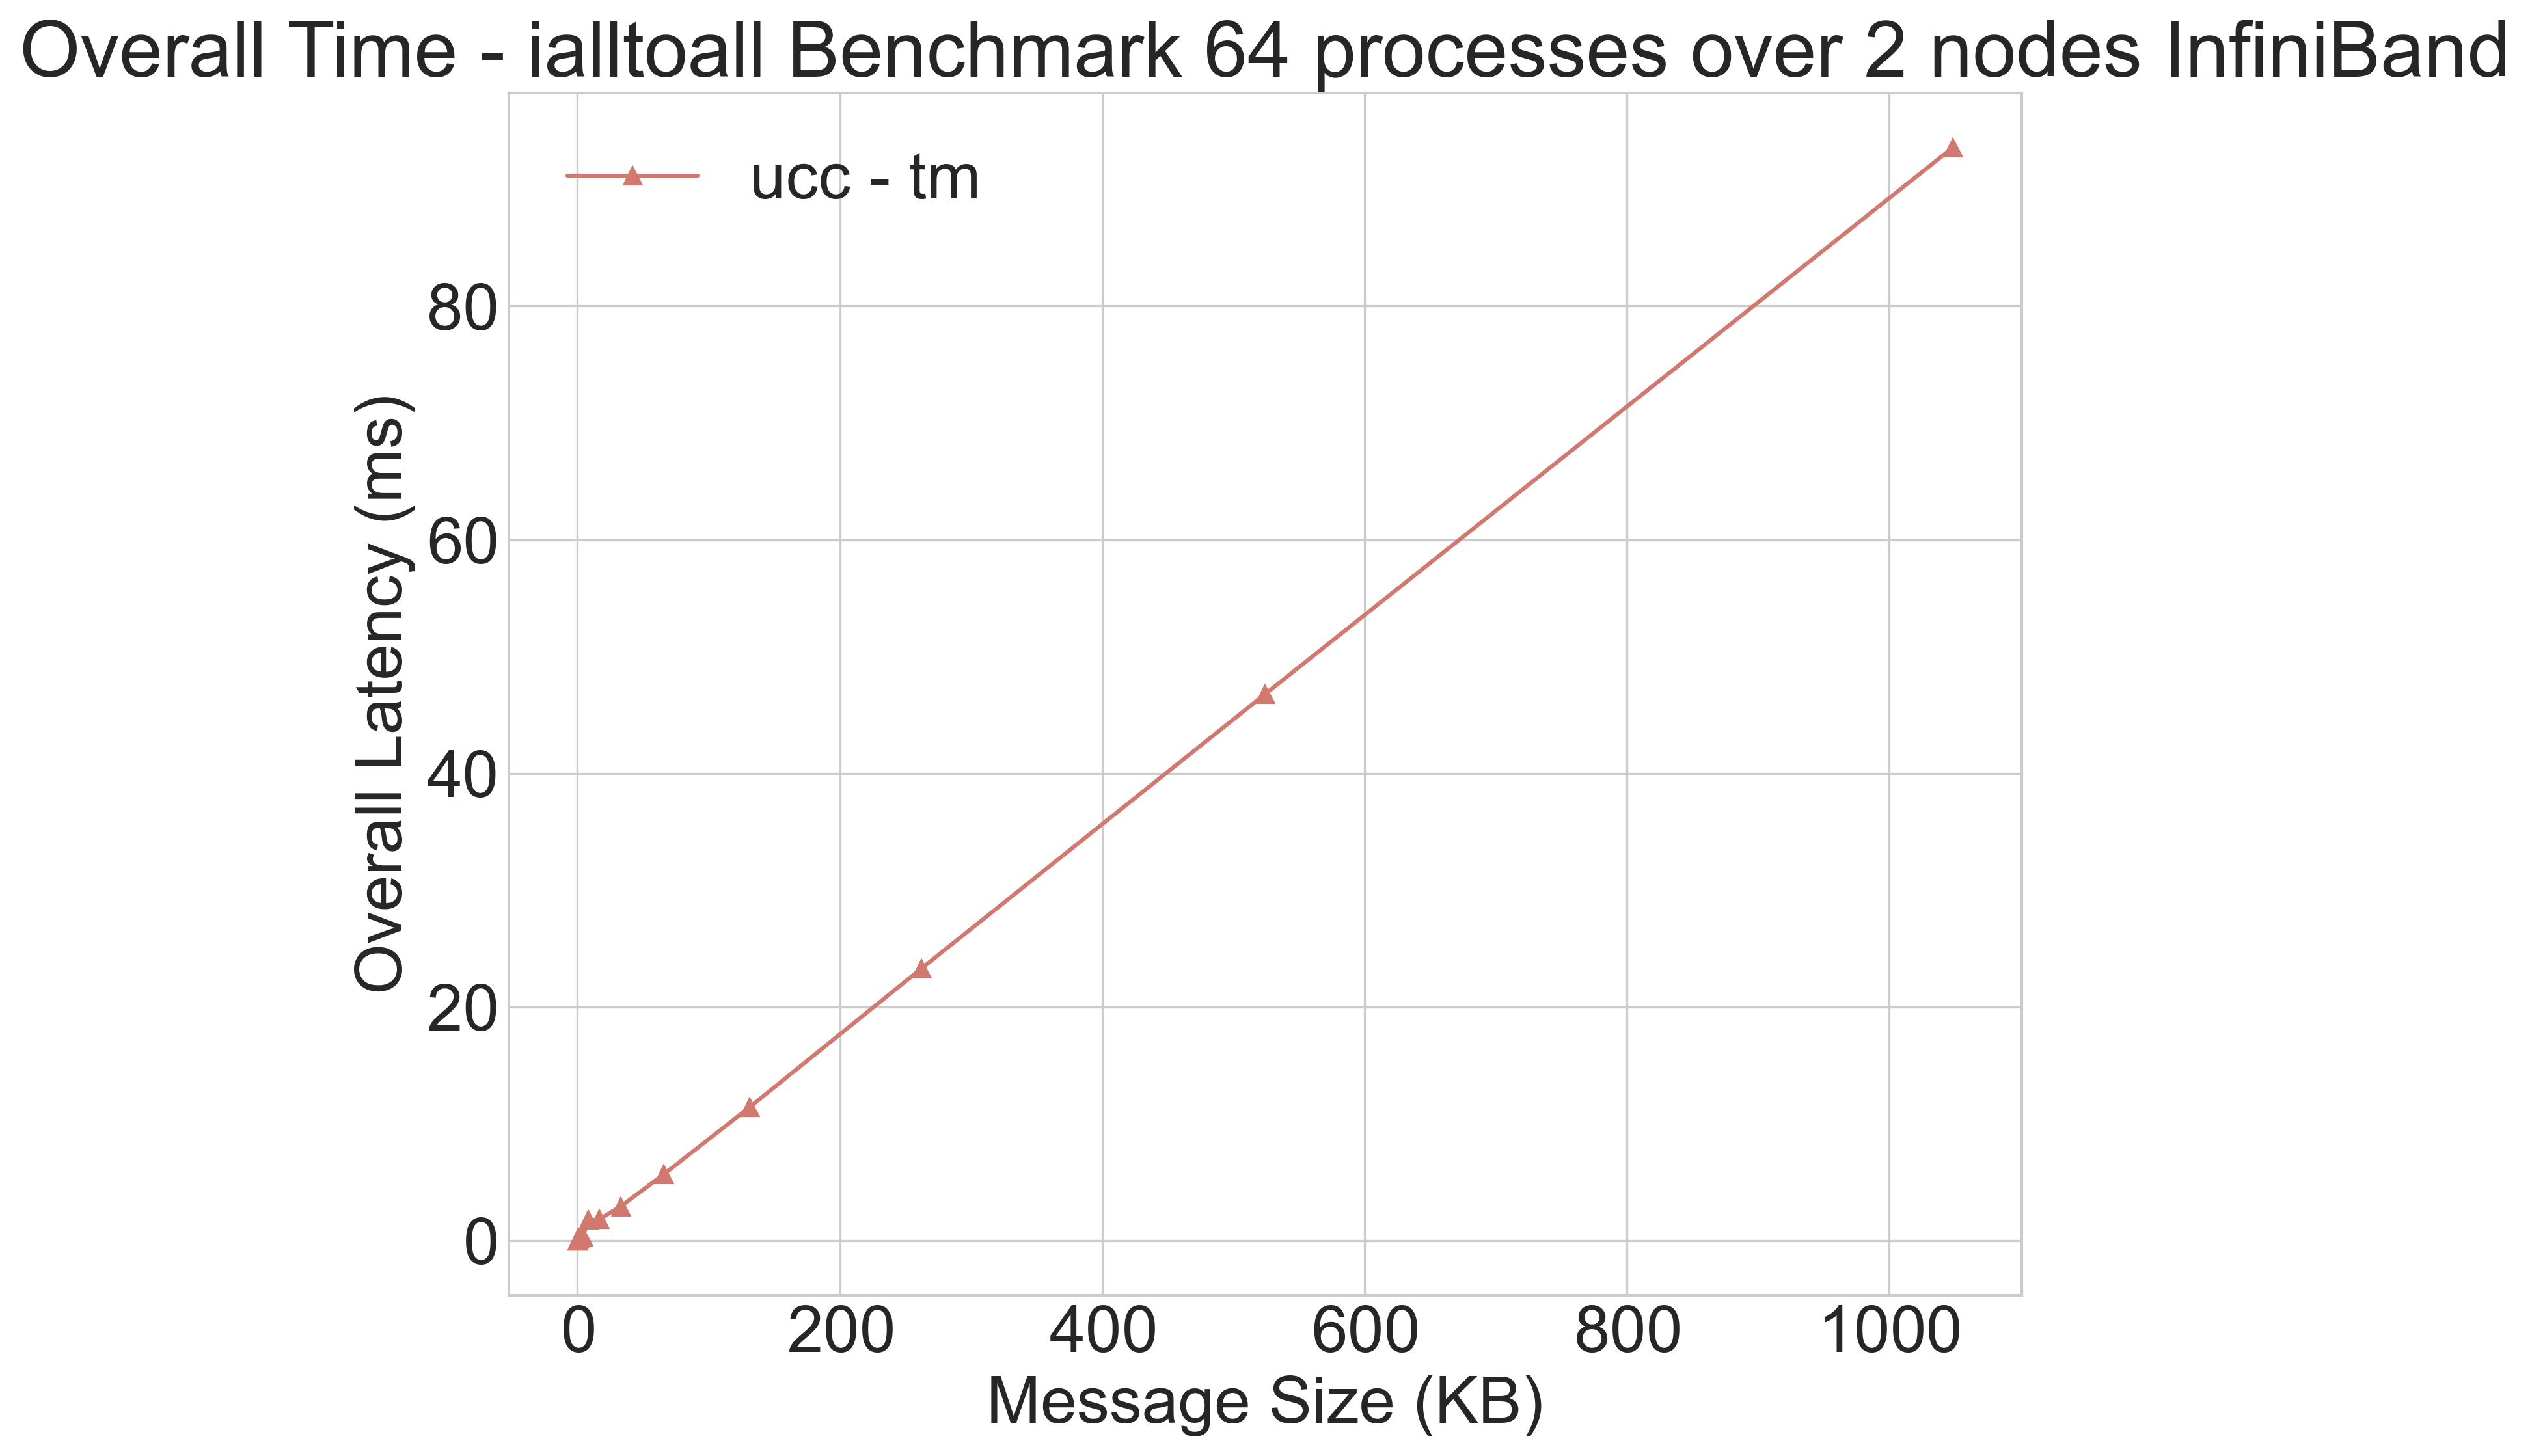 Overall Time - ialltoall Benchmark 64 processes over 2 nodes InfiniBand
ucc - tm
Overall Latency (ms)
80
60
40
20
0
0 200 400 600 800 1000
Message Size (KB)